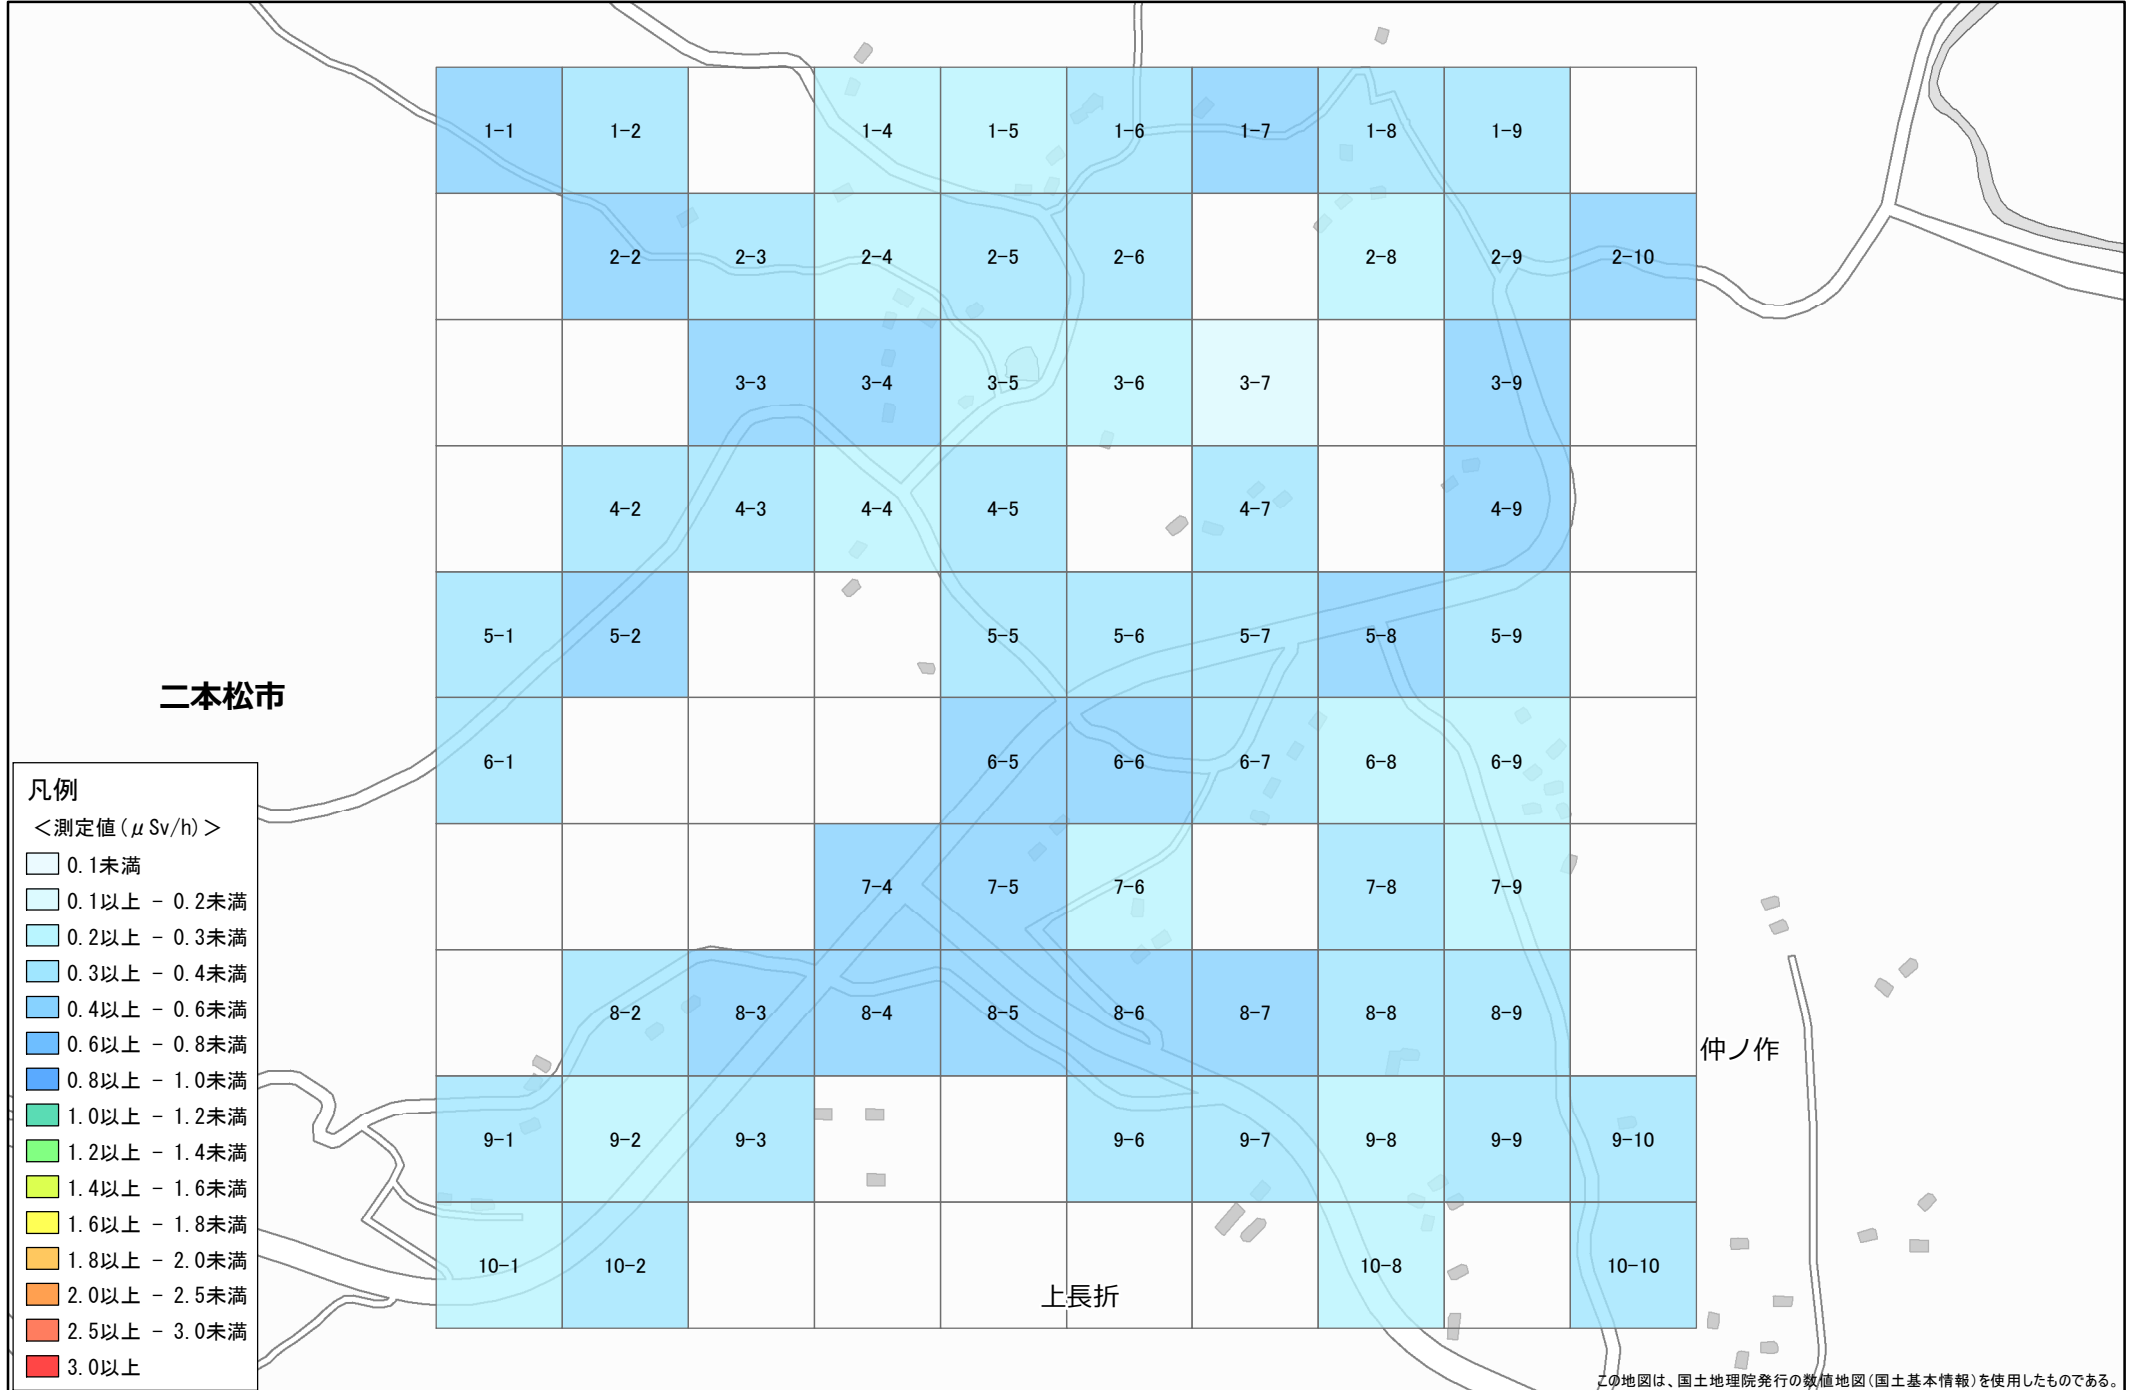 1-1 1-2 1-4 1-5 1-6 1-7 1-8 1-9
2-2 2-3 2-4 2-5 2-6 2-8 2-9 2-10
3-3 3-4 3-5 3-6 3-7 3-9
4-2 4-3 4-4 4-5 4-7 4-9
5-1 5-2 5-5 5-6 5-7 5-8 5-9
二本松市
6-1 6-5 6-6 6-7 6-8 6-9
7-4 7-5 7-6 7-8 7-9
8-2 8-3 8-4 8-5 8-6 8-7 8-8 8-9
仲ノ作
9-1 9-2 9-3 9-6 9-7 9-8 9-9 9-10
10-1 10-2 10-8 10-10
上長折
凡例
＜測定値(μSv/h)＞
0.1未満
0.1以上 - 0.2未満
0.2以上 - 0.3未満
0.3以上 - 0.4未満
0.4以上 - 0.6未満
0.6以上 - 0.8未満
0.8以上 - 1.0未満
1.0以上 - 1.2未満
1.2以上 - 1.4未満
1.4以上 - 1.6未満
1.6以上 - 1.8未満
1.8以上 - 2.0未満
2.0以上 - 2.5未満
2.5以上 - 3.0未満
3.0以上
この地図は、国土地理院発行の数値地図(国土基本情報)を使用したものである。